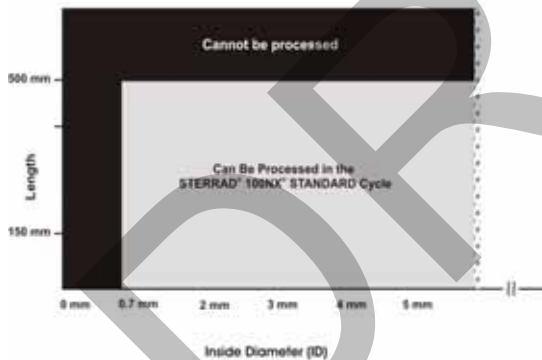 Cannot be processed
500 mm
Can Be Processed in the
STERRAD® 100NX® STANDARD Cycle
Length
150 mm
0 mm 0.7 mm 2 mm 3 mm 4 mm 5 mm
Inside Diameter (ID)